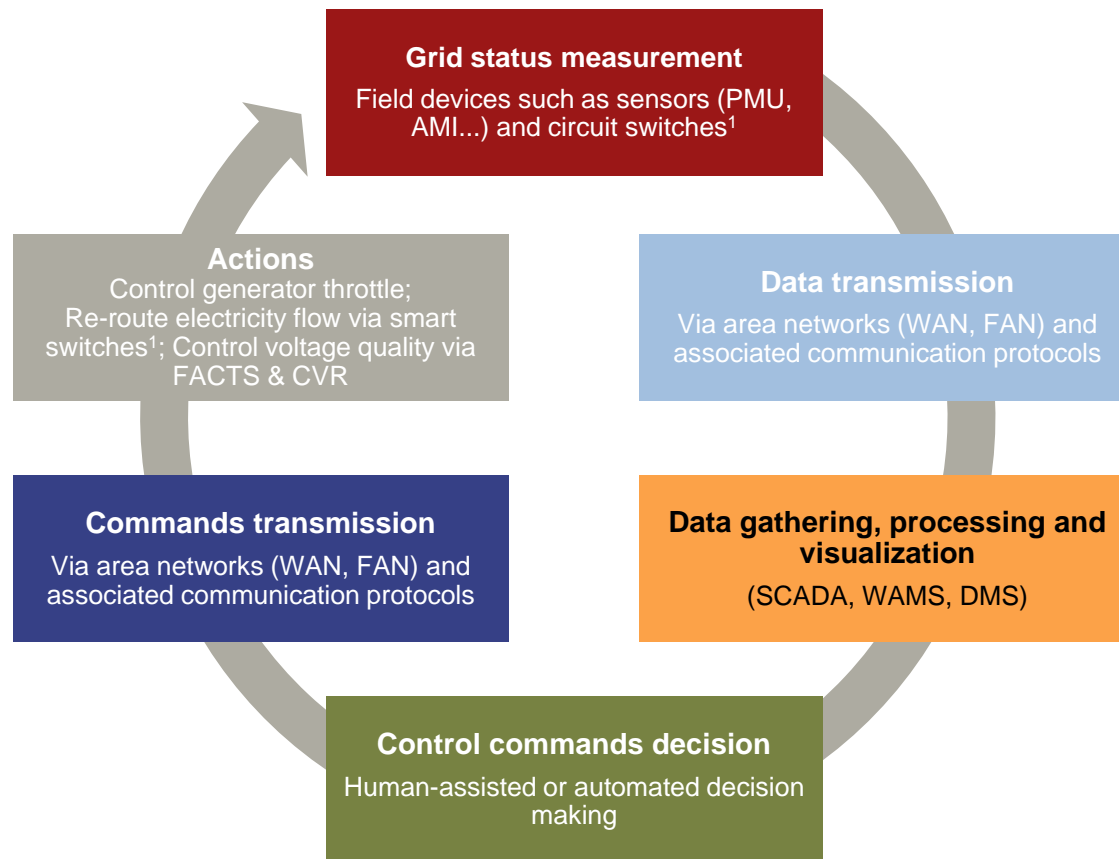 Grid status measurement
Field devices such as sensors (PMU,
AMI...) and circuit switches¹
Data transmission
Via area networks (WAN, FAN) and
associated communication protocols
Data gathering, processing and
visualization
(SCADA, WAMS, DMS)
Control commands decision
Human-assisted or automated decision
making
Commands transmission
Via area networks (WAN, FAN) and
associated communication protocols
Actions
Control generator throttle;
Re-route electricity flow via smart
switches¹; Control voltage quality via
FACTS & CVR